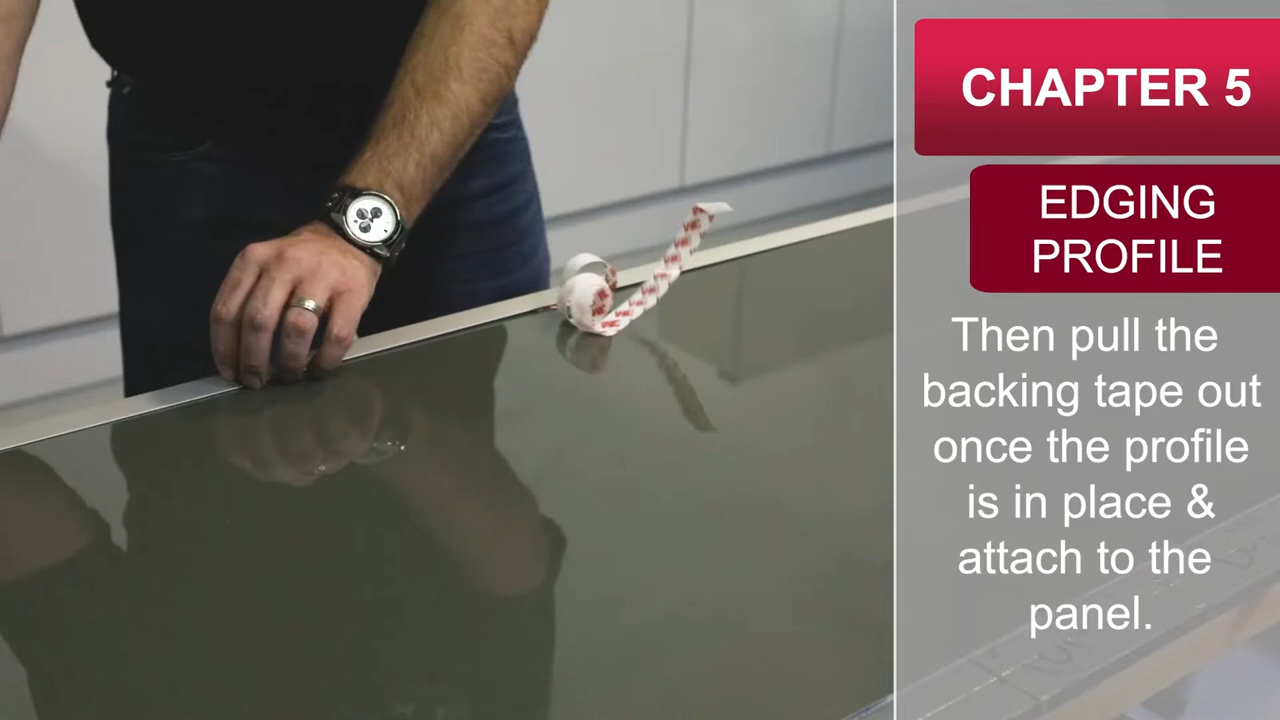 CHAPTER 5
EDGING
PROFILE
Then pull the
backing tape out
once the profile
is in place &
attach to the
panel.